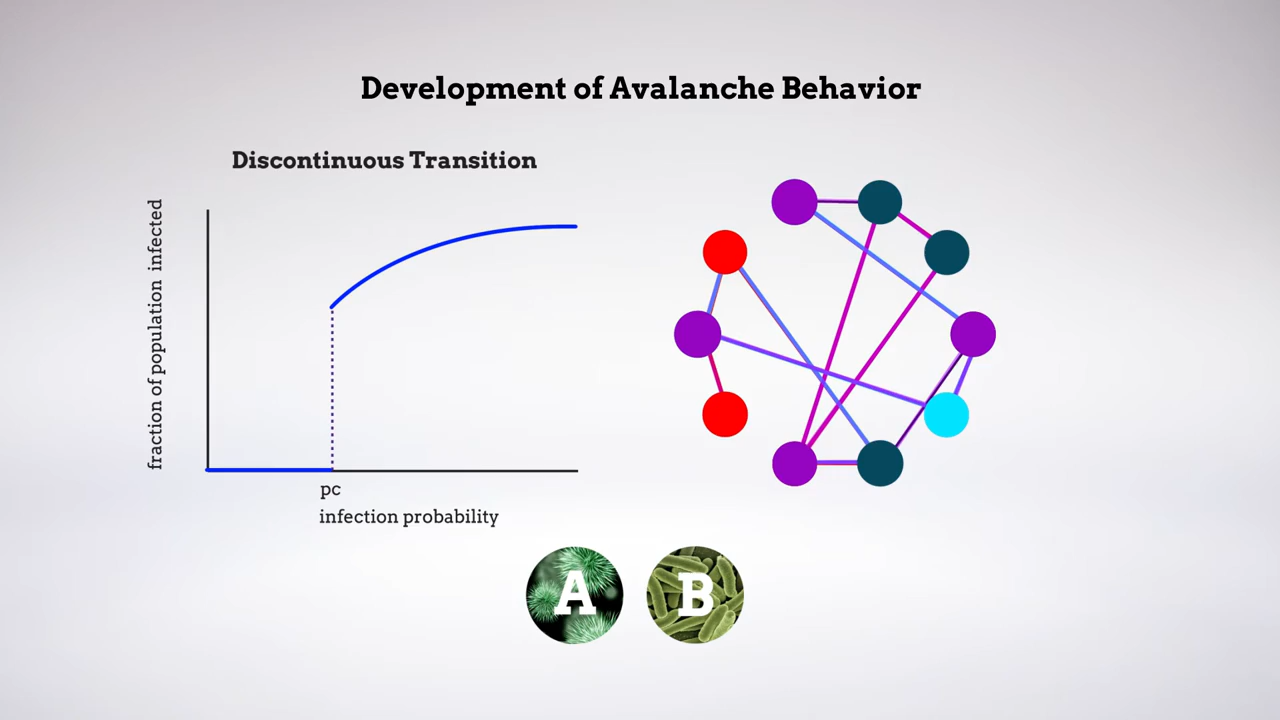 Development of Avalanche Behavior
Discontinuous Transition
fraction of population infected
pc
infection probability
A
B